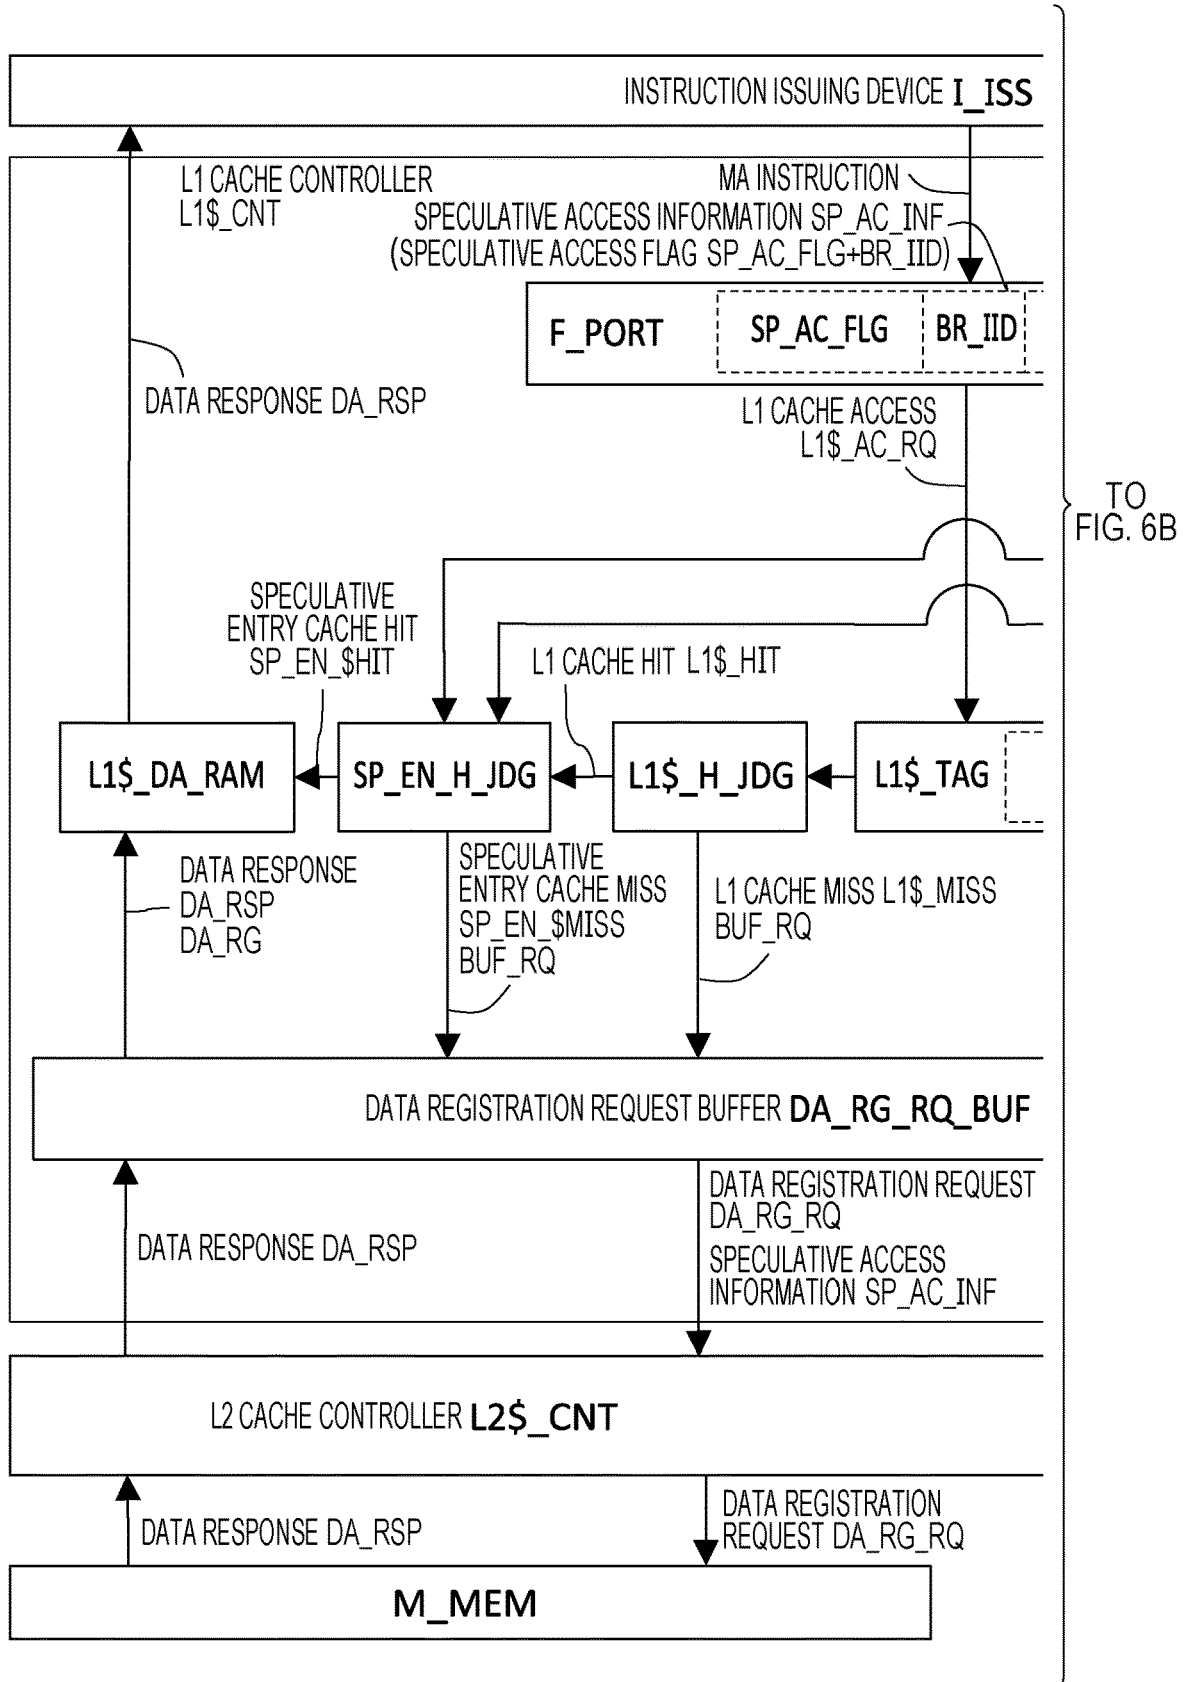 INSTRUCTION ISSUING DEVICE I_ISS
L1 CACHE CONTROLLER
L1$_CNT
MA INSTRUCTION
SPECULATIVE ACCESS INFORMATION SP_AC_INF
(SPECULATIVE ACCESS FLAG SP_AC_FLG+BR_IID)
F_PORT
SP_AC_FLG
BR_IID
DATA RESPONSE DA_RSP
L1 CACHE ACCESS
L1$_AC_RQ
TO
FIG. 6B
SPECULATIVE
ENTRY CACHE HIT
SP_EN_$HIT
L1 CACHE HIT L1$_HIT
L1$_DA_RAM
SP_EN_H_JDG
L1$_H_JDG
L1$_TAG
DATA RESPONSE
DA_RSP
DA_RG
SPECULATIVE
ENTRY CACHE MISS
SP_EN_$MISS
BUF_RQ
L1 CACHE MISS L1$_MISS
BUF_RQ
DATA REGISTRATION REQUEST BUFFER DA_RG_RQ_BUF
DATA REGISTRATION REQUEST
DA_RG_RQ
DATA RESPONSE DA_RSP
SPECULATIVE ACCESS
INFORMATION SP_AC_INF
L2 CACHE CONTROLLER L2$_CNT
DATA RESPONSE DA_RSP
DATA REGISTRATION
REQUEST DA_RG_RQ
M_MEM